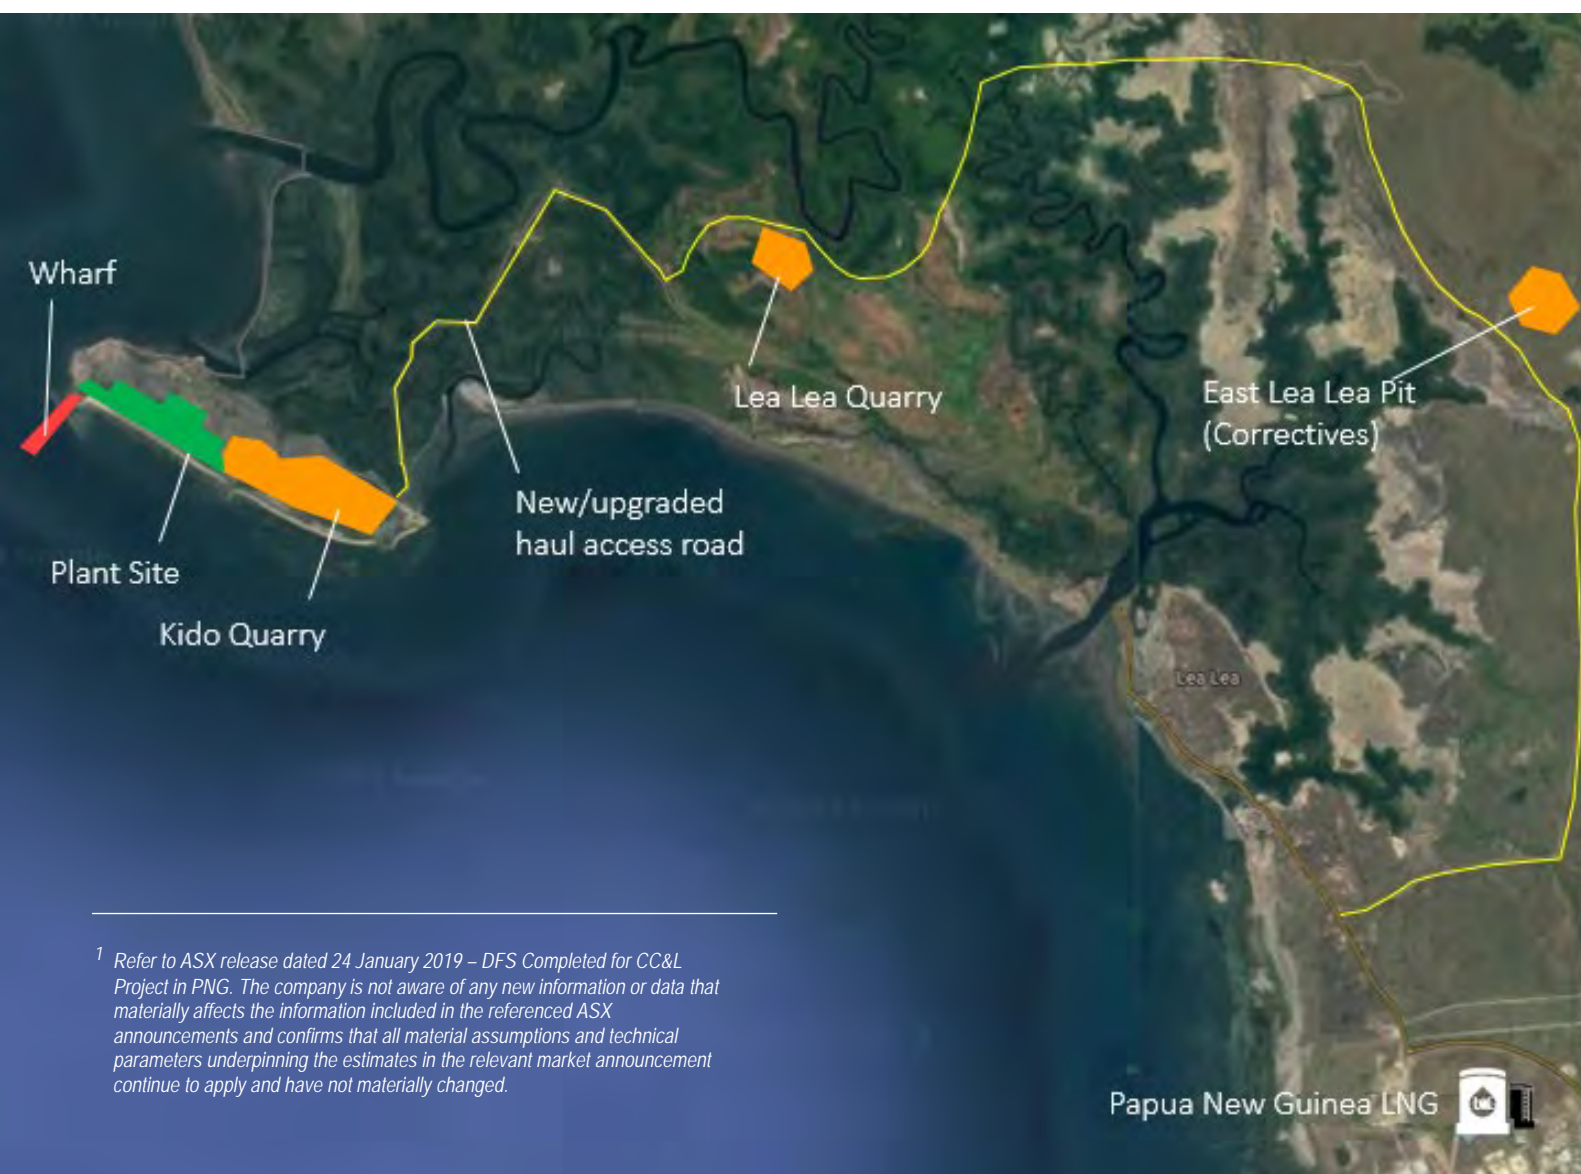 Wharf
Lea Lea Quarry
East Lea Lea Pit
(Correctives)
New/upgraded
haul access road
Plant Site
Kido Quarry
Lea Lea
1 Refer to ASX release dated 24 January 2019 – DFS Completed for CC&L
Project in PNG. The company is not aware of any new information or data that
materially affects the information included in the referenced ASX
announcements and confirms that all material assumptions and technical
parameters underpinning the estimates in the relevant market announcement
continue to apply and have not materially changed.
Papua New Guinea LNG